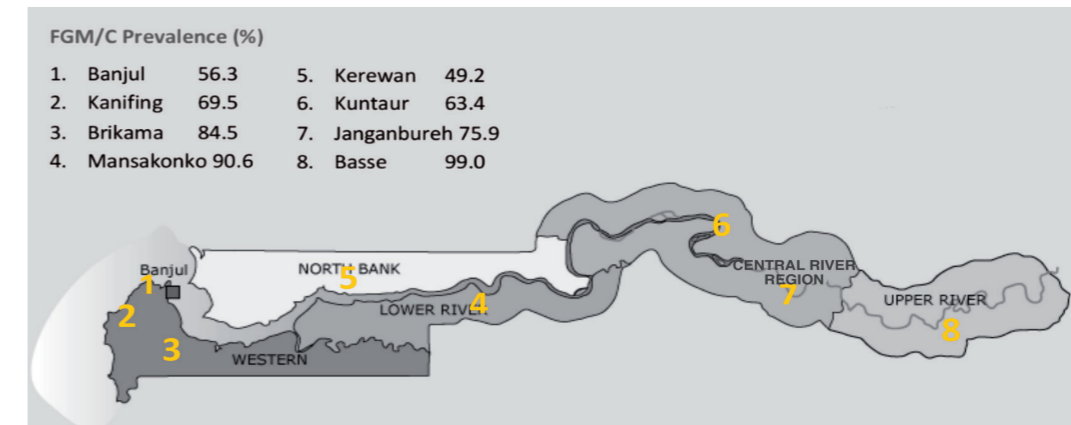 FGM/C Prevalence (%)
1. Banjul 56.3 5. Kerewan 49.2
2. Kanifing 69.5 6. Kuntaur 63.4
3. Brikama 84.5 7. Janganbureh 75.9
4. Mansakonko 90.6 8. Basse 99.0
6
Banjul
NORTH BANK
CENTRAL RIVER
REGION
1
5
7
UPPER RIVER
2
LOWER RIVER
4
8
3
WESTERN